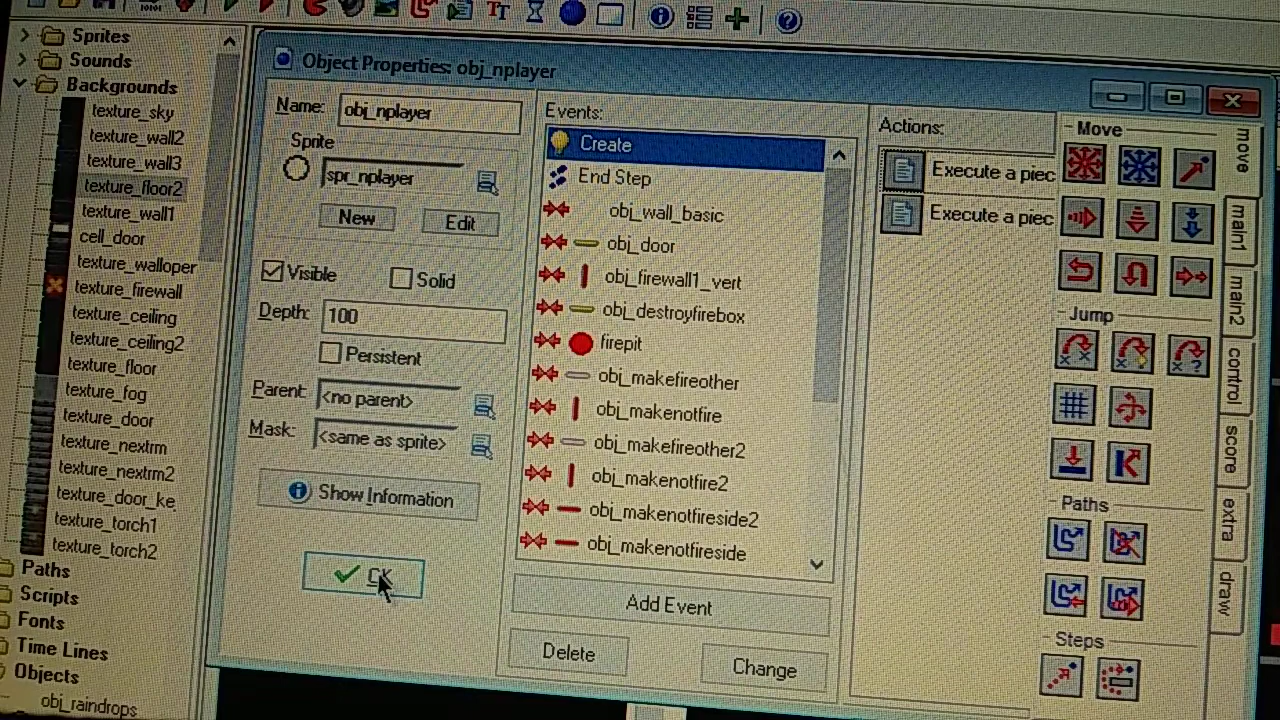 Sprites
Sounds
Backgrounds
texture_sky
texture_wall2
texture_wall3
texture_floor2
texture_wall1
cell_door
texture_walloper
texture_firewall
texture_ceiling
texture_ceiling2
texture_floor
texture_fog
texture_door
texture_nextrm
texture_nextrm2
texture_door_ke
texture_torch1
texture_torch2
Paths
Scripts
Fonts
Time Lines
Objects
obj_raindrops
Object Properties: obj_nplayer
Name: obj_nplayer
Sprite
spr_nplayer
New Edit
Visible Solid
Depth: 100
Persistent
Parent: <no parent>
Mask: <same as sprite>
Show Information
OK
Events:
Create
End Step
obj_wall_basic
obj_door
obj_firewall1_vert
obj_destroyfirebox
firepit
obj_makefireother
obj_makenotfire
obj_makefireother2
obj_makenotfire2
obj_makenotfireside2
obj_makenotfireside
Add Event
Delete Change
Actions:
Execute a piec
Execute a piec
Move
Jump
Paths
Steps
move
main1
main2
control
score
extra
draw